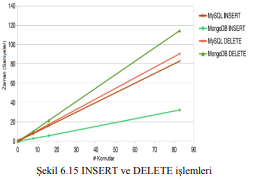 140
120
100
80
60
40
20
0
Zaman (Saniyeler)
0 10 20 30 40 50 60 70 80 90
# Komutlar
MySQL INSERT
MongoDB INSERT
MySQL DELETE
MongoDB DELETE
Şekil 6.15 INSERT ve DELETE işlemleri